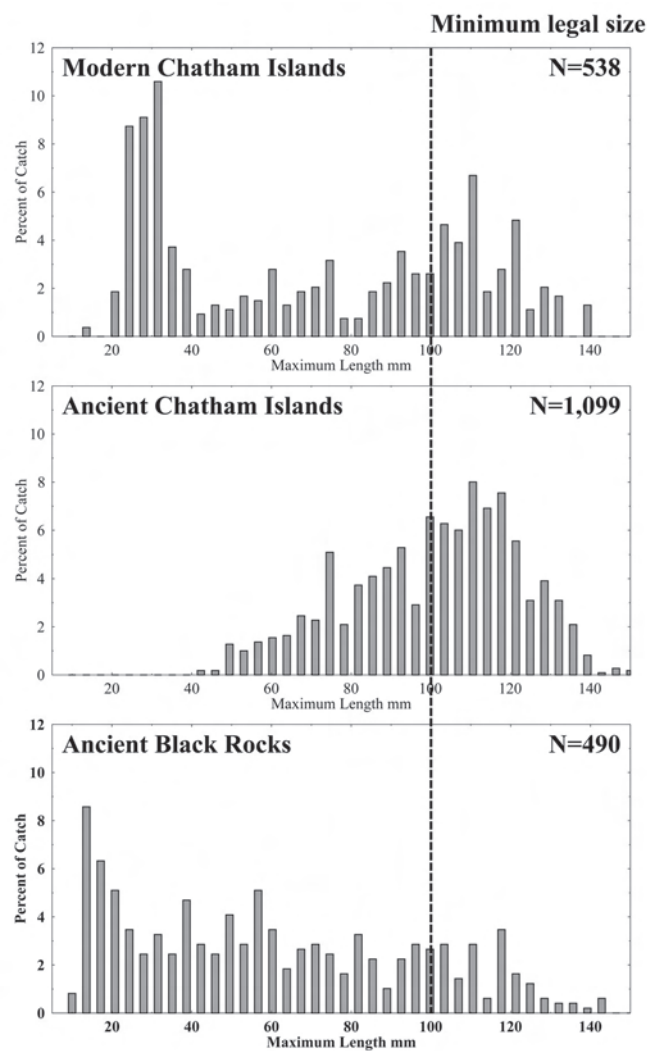 Minimum legal size
Modern Chatham Islands N=538
12
10
8
6
4
2
0
Percent of Catch
20 40 60 80 100 120 140
Maximum Length mm
Ancient Chatham Islands N=1,099
12
10
8
6
4
2
0
Percent of Catch
20 40 60 80 100 120 140
Maximum Length mm
Ancient Black Rocks N=490
12
10
8
6
4
2
0
Percent of Catch
20 40 60 80 100 120 140
Maximum Length mm